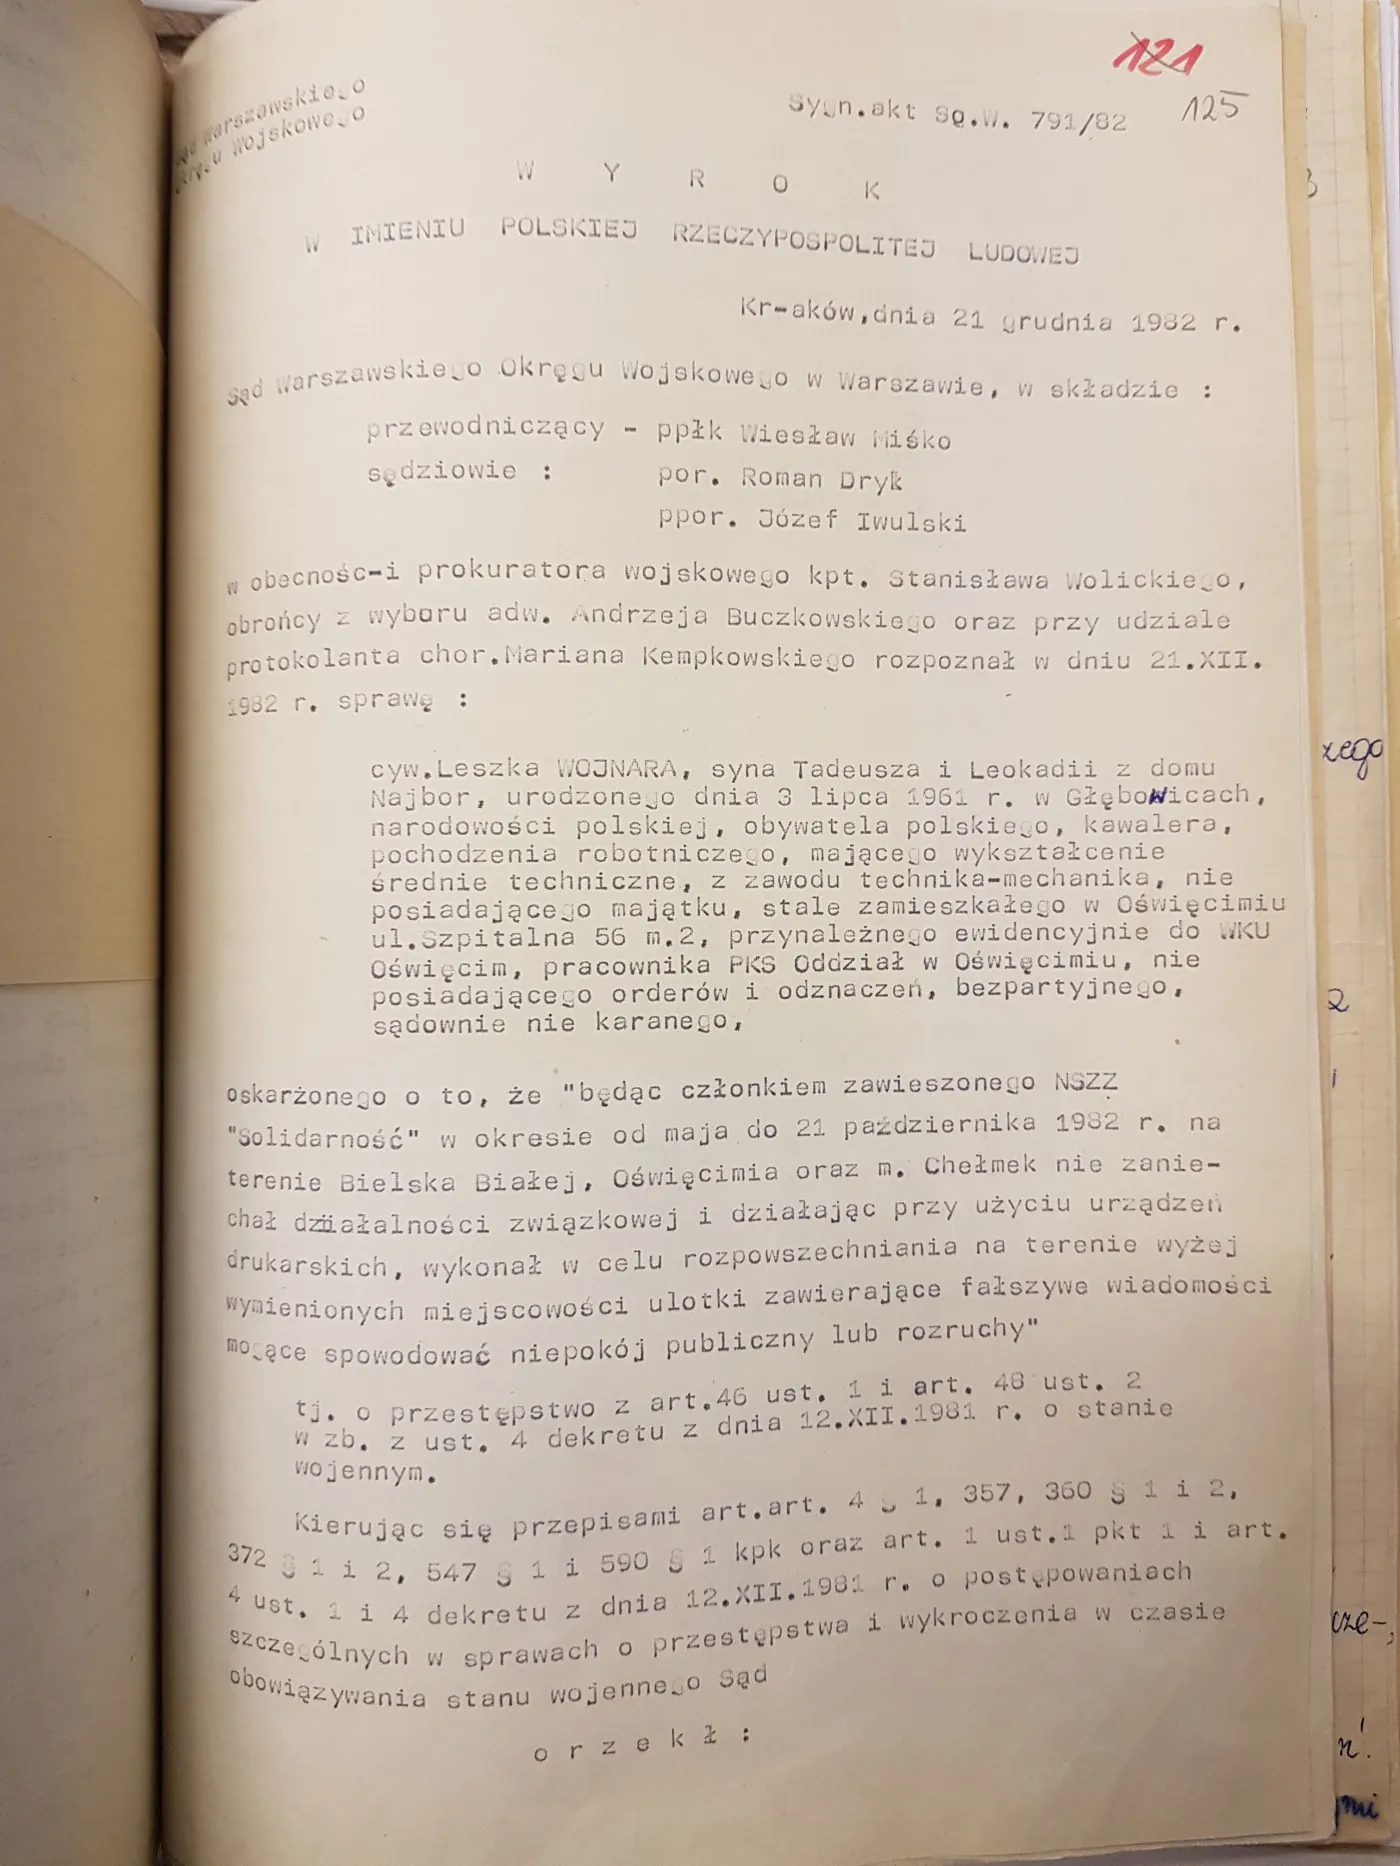 Sąd Warszawskiego
Okręgu Wojskowego
121
Sygn.akt Sg.W. 791/82
125
W Y R O K
W IMIENIU POLSKIEJ RZECZYPOSPOLITEJ LUDOWEJ
Kr-aków,dnia 21 grudnia 1982 r.
Sąd Warszawskiego Okręgu Wojskowego w Warszawie, w składzie :
przewodniczący - ppłk Wiesław Miśko
sędziowie : por. Roman Dryk
ppor. Józef Iwulski
w obecnośc-i prokuratora wojskowego kpt. Stanisława Wolickiego,
obrońcy z wyboru adw. Andrzeja Buczkowskiego oraz przy udziale
protokolanta chor.Mariana Kempkowskiego rozpoznał w dniu 21.XII.
1982 r. sprawę :
cyw.Leszka WOJNARA, syna Tadeusza i Leokadii z domu
Najbor, urodzonego dnia 3 lipca 1961 r. w Głębowicach,
narodowości polskiej, obywatela polskiego, kawalera,
pochodzenia robotniczego, mającego wykształcenie
średnie techniczne, z zawodu technika-mechanika, nie
posiadającego majątku, stale zamieszkałego w Oświęcimiu
ul.Szpitalna 56 m.2, przynależnego ewidencyjnie do WKU
Oświęcim, pracownika PKS Oddział w Oświęcimiu, nie
posiadającego orderów i odznaczeń, bezpartyjnego,
sądownie nie karanego,
oskarżonego o to, że "będąc członkiem zawieszonego NSZZ
"Solidarność" w okresie od maja do 21 października 1982 r. na
terenie Bielska Białej, Oświęcimia oraz m. Chełmek nie zanie-
chał działalności związkowej i działając przy użyciu urządzeń
drukarskich, wykonał w celu rozpowszechniania na terenie wyżej
wymienionych miejscowości ulotki zawierające fałszywe wiadomości
mogące spowodować niepokój publiczny lub rozruchy"
tj. o przestępstwo z art.46 ust. 1 i art. 48 ust. 2
w zb. z ust. 4 dekretu z dnia 12.XII.1981 r. o stanie
wojennym.
Kierując się przepisami art.art. 4 § 1, 357, 360 § 1 i 2,
372 § 1 i 2, 547 § 1 i 590 § 1 kpk oraz art. 1 ust.1 pkt 1 i art.
4 ust. 1 i 4 dekretu z dnia 12.XII.1981 r. o postępowaniach
szczególnych w sprawach o przestępstwa i wykroczenia w czasie
obowiązywania stanu wojennego Sąd
o r z e k ł :